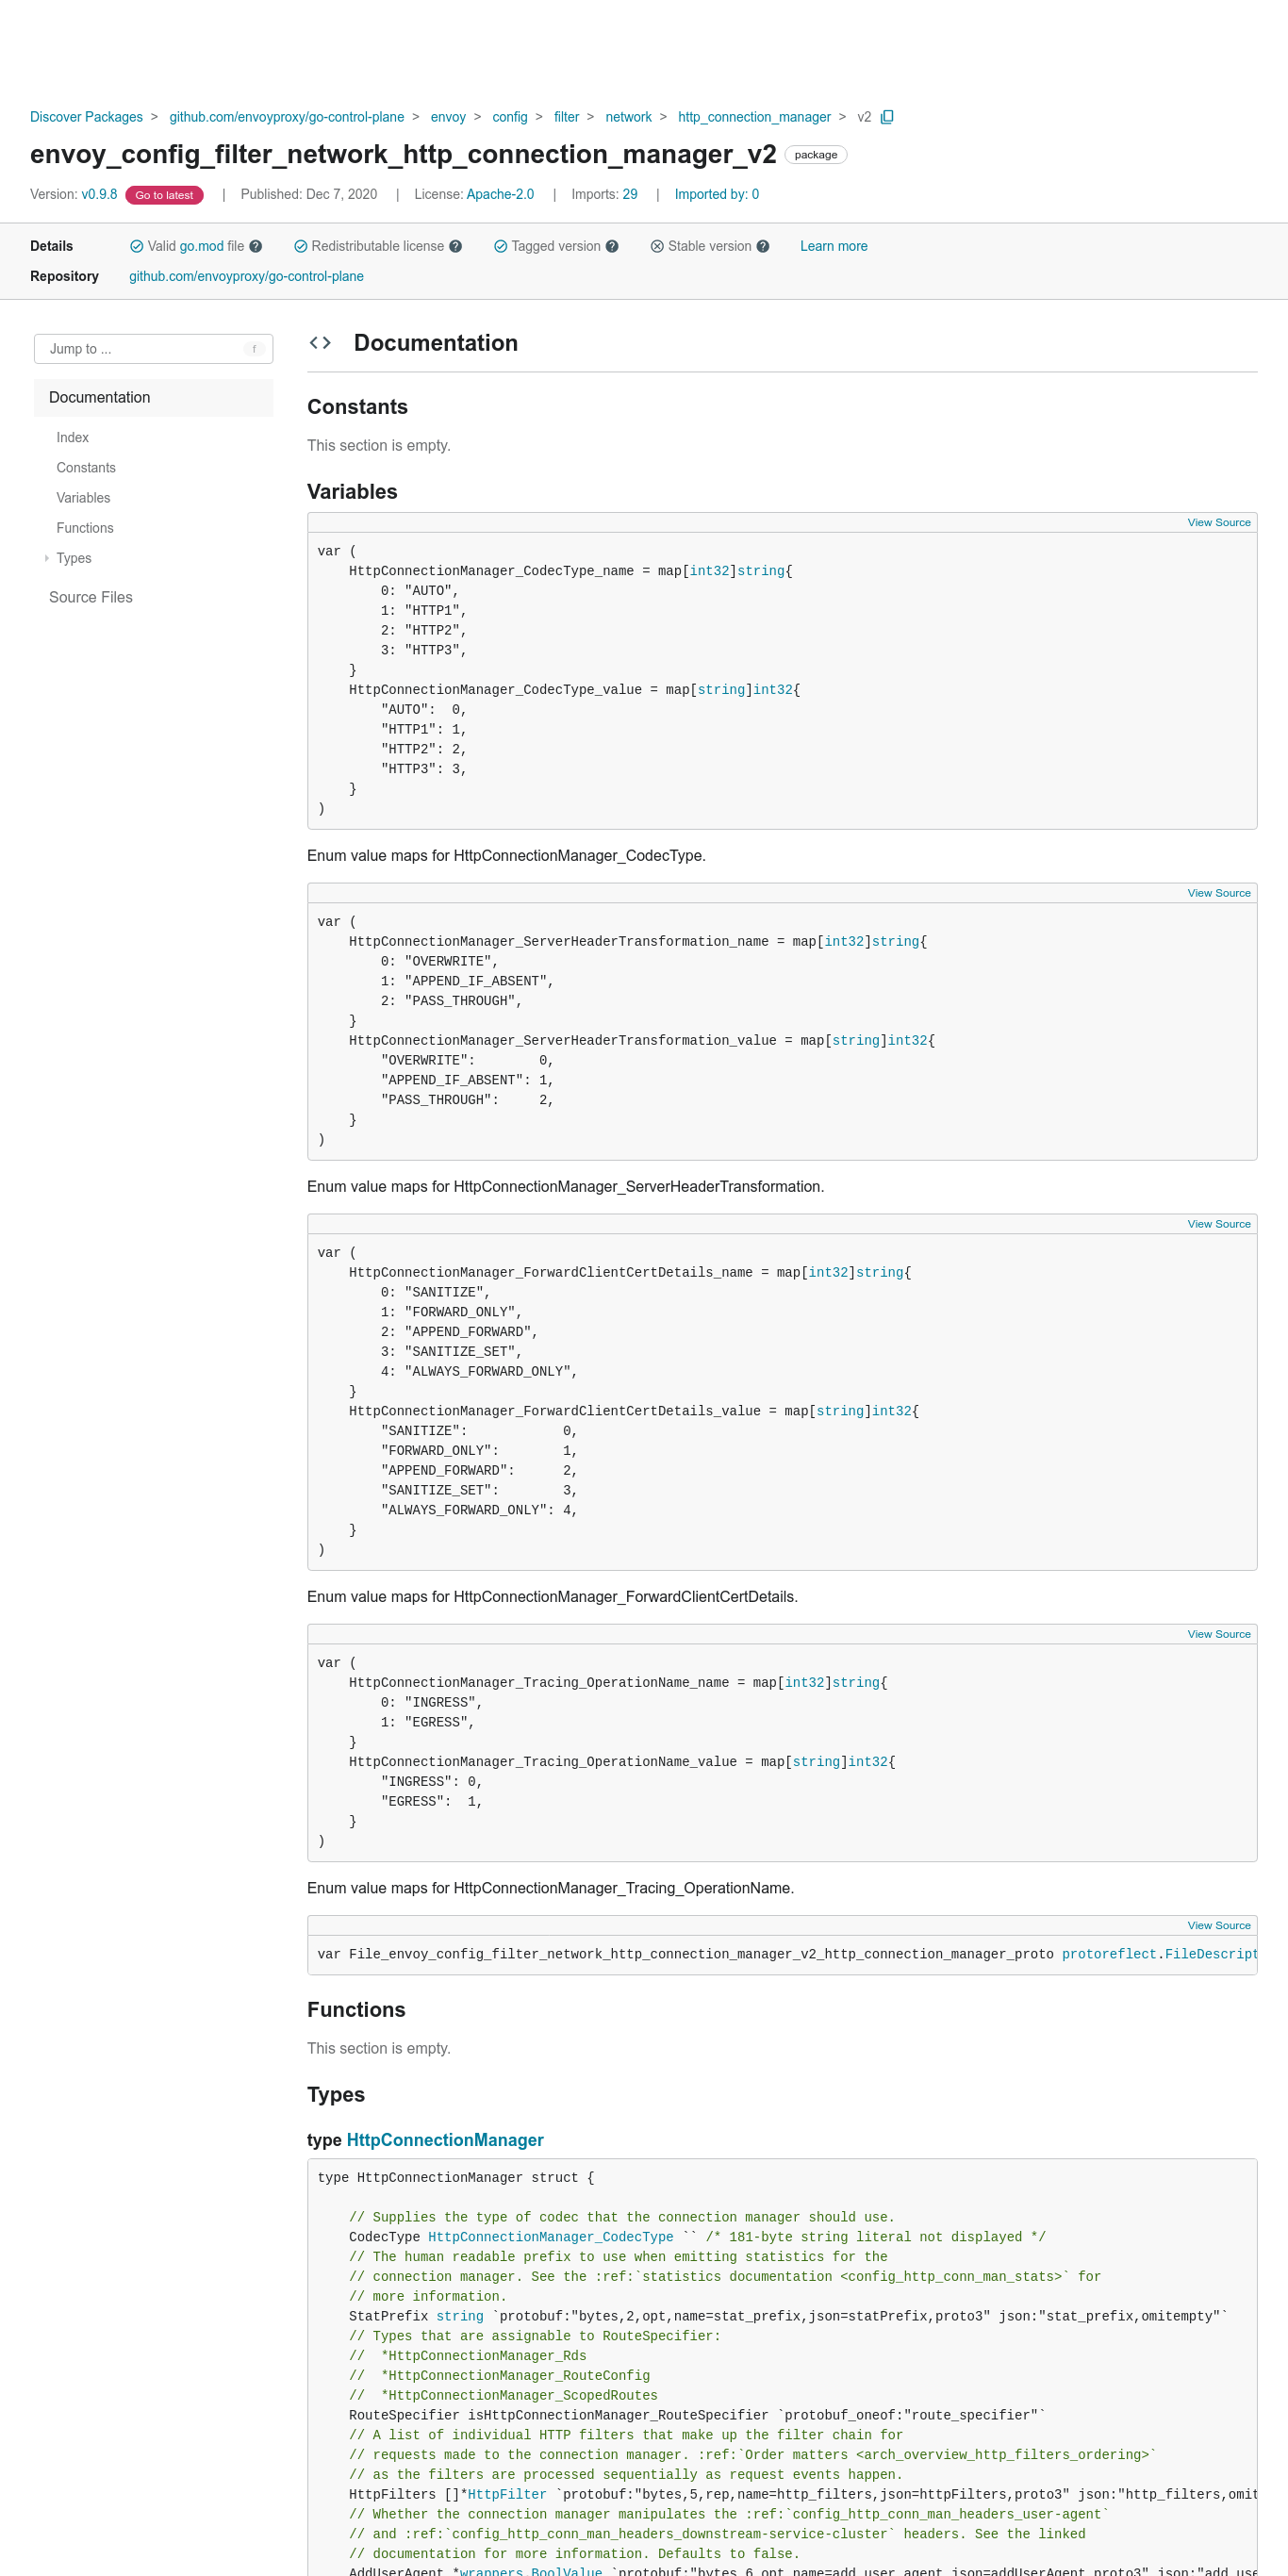 Discover Packages > github.com/envoyproxy/go-control-plane > envoy > config > filter > network > http_connection_manager > v2
envoy_config_filter_network_http_connection_manager_v2 package
Version: v0.9.8 Go to latest | Published: Dec 7, 2020 | License: Apache-2.0 | Imports: 29 | Imported by: 0
Details Valid go.mod file Redistributable license Tagged version Stable version Learn more
Repository github.com/envoyproxy/go-control-plane
Jump to ... f
Documentation
Index
Constants
Variables
Functions
Types
Source Files
Documentation
Constants
This section is empty.
Variables
View Source
var (
    HttpConnectionManager_CodecType_name = map[int32]string{
        0: "AUTO",
        1: "HTTP1",
        2: "HTTP2",
        3: "HTTP3",
    }
    HttpConnectionManager_CodecType_value = map[string]int32{
        "AUTO":  0,
        "HTTP1": 1,
        "HTTP2": 2,
        "HTTP3": 3,
    }
)
Enum value maps for HttpConnectionManager_CodecType.
View Source
var (
    HttpConnectionManager_ServerHeaderTransformation_name = map[int32]string{
        0: "OVERWRITE",
        1: "APPEND_IF_ABSENT",
        2: "PASS_THROUGH",
    }
    HttpConnectionManager_ServerHeaderTransformation_value = map[string]int32{
        "OVERWRITE":        0,
        "APPEND_IF_ABSENT": 1,
        "PASS_THROUGH":     2,
    }
)
Enum value maps for HttpConnectionManager_ServerHeaderTransformation.
View Source
var (
    HttpConnectionManager_ForwardClientCertDetails_name = map[int32]string{
        0: "SANITIZE",
        1: "FORWARD_ONLY",
        2: "APPEND_FORWARD",
        3: "SANITIZE_SET",
        4: "ALWAYS_FORWARD_ONLY",
    }
    HttpConnectionManager_ForwardClientCertDetails_value = map[string]int32{
        "SANITIZE":            0,
        "FORWARD_ONLY":        1,
        "APPEND_FORWARD":      2,
        "SANITIZE_SET":        3,
        "ALWAYS_FORWARD_ONLY": 4,
    }
)
Enum value maps for HttpConnectionManager_ForwardClientCertDetails.
View Source
var (
    HttpConnectionManager_Tracing_OperationName_name = map[int32]string{
        0: "INGRESS",
        1: "EGRESS",
    }
    HttpConnectionManager_Tracing_OperationName_value = map[string]int32{
        "INGRESS": 0,
        "EGRESS":  1,
    }
)
Enum value maps for HttpConnectionManager_Tracing_OperationName.
View Source
var File_envoy_config_filter_network_http_connection_manager_v2_http_connection_manager_proto protoreflect.FileDescript
Functions
This section is empty.
Types
type HttpConnectionManager
type HttpConnectionManager struct {
    // Supplies the type of codec that the connection manager should use.
    CodecType HttpConnectionManager_CodecType `` /* 181-byte string literal not displayed */
    // The human readable prefix to use when emitting statistics for the
    // connection manager. See the :ref:`statistics documentation <config_http_conn_man_stats>` for
    // more information.
    StatPrefix string `protobuf:"bytes,2,opt,name=stat_prefix,json=statPrefix,proto3" json:"stat_prefix,omitempty"`
    // Types that are assignable to RouteSpecifier:
    //  *HttpConnectionManager_Rds
    //  *HttpConnectionManager_RouteConfig
    //  *HttpConnectionManager_ScopedRoutes
    RouteSpecifier isHttpConnectionManager_RouteSpecifier `protobuf_oneof:"route_specifier"`
    // A list of individual HTTP filters that make up the filter chain for
    // requests made to the connection manager. :ref:`Order matters <arch_overview_http_filters_ordering>`
    // as the filters are processed sequentially as request events happen.
    HttpFilters []*HttpFilter `protobuf:"bytes,5,rep,name=http_filters,json=httpFilters,proto3" json:"http_filters,omit
    // Whether the connection manager manipulates the :ref:`config_http_conn_man_headers_user-agent`
    // and :ref:`config_http_conn_man_headers_downstream-service-cluster` headers. See the linked
    // documentation for more information. Defaults to false.
    AddUserAgent *wrappers.BoolValue `protobuf:"bytes,6,opt,name=add_user_agent,json=addUserAgent,proto3" json:"add_use